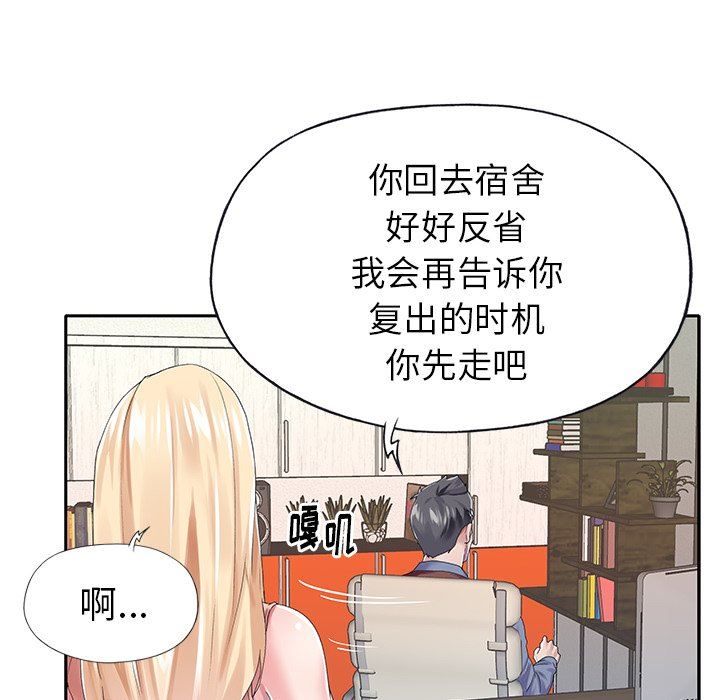 你回去宿舍
好好反省
我会再告诉你
复出的时机
你先走吧
嘎叽
啊…